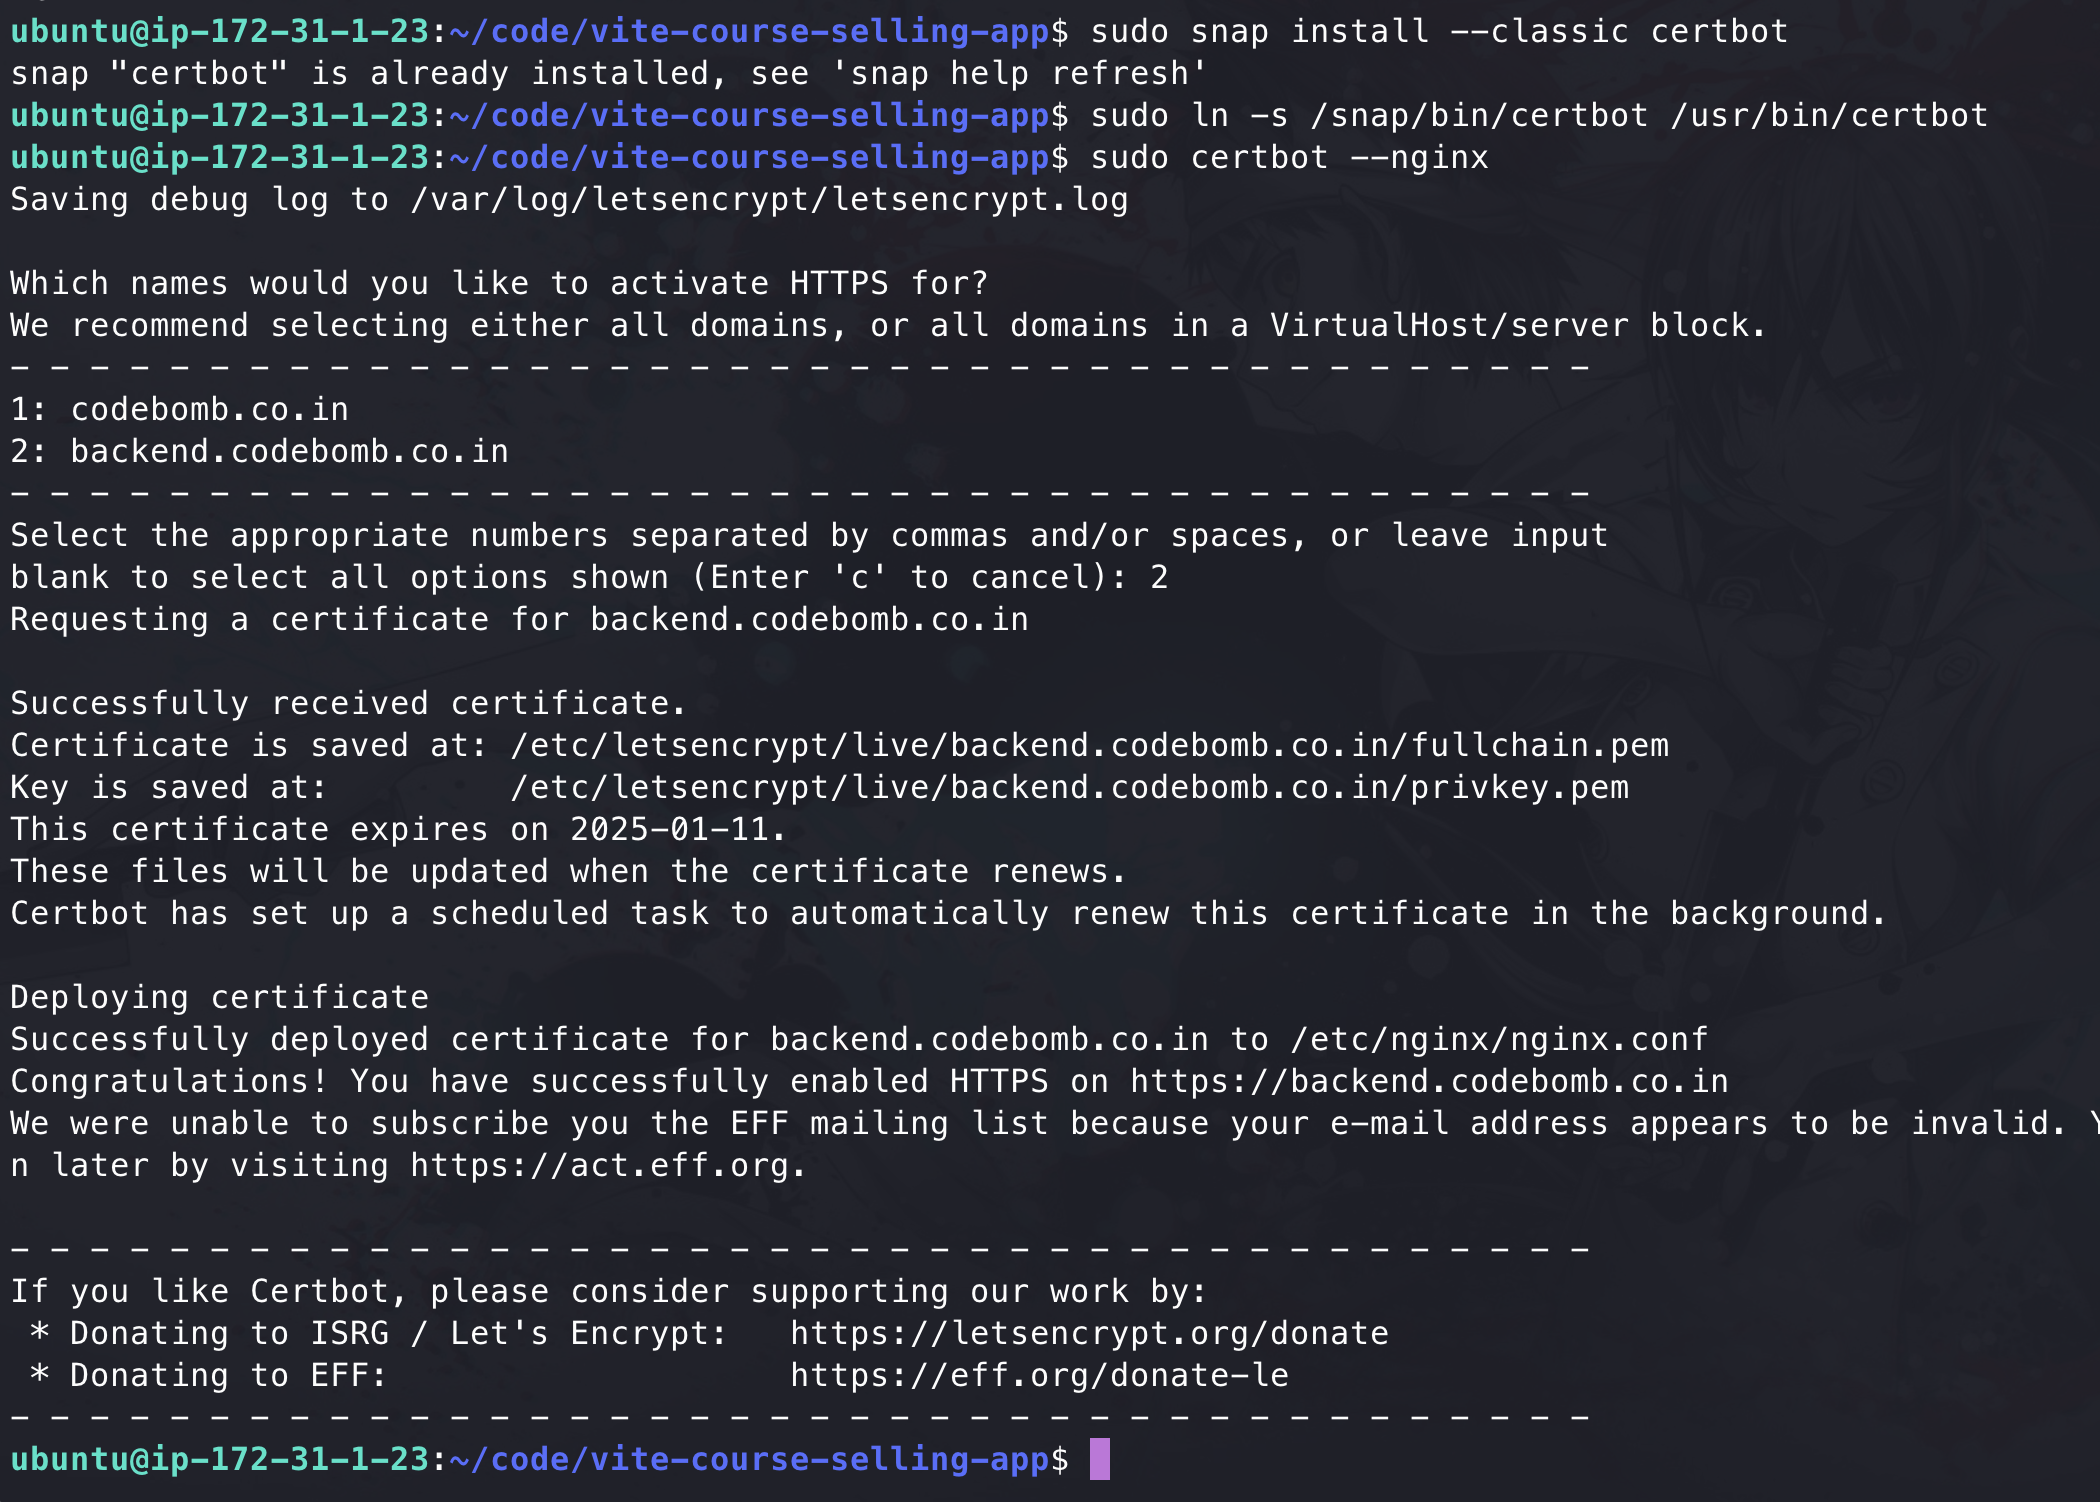 ubuntu@ip-172-31-1-23:~/code/vite-course-selling-app$ sudo snap install --classic certbot
snap "certbot" is already installed, see 'snap help refresh'
ubuntu@ip-172-31-1-23:~/code/vite-course-selling-app$ sudo ln -s /snap/bin/certbot /usr/bin/certbot
ubuntu@ip-172-31-1-23:~/code/vite-course-selling-app$ sudo certbot --nginx
Saving debug log to /var/log/letsencrypt/letsencrypt.log

Which names would you like to activate HTTPS for?
We recommend selecting either all domains, or all domains in a VirtualHost/server block.
- - - - - - - - - - - - - - - - - - - - - - - - - - - - - - - - - - - - - - - -
1: codebomb.co.in
2: backend.codebomb.co.in
- - - - - - - - - - - - - - - - - - - - - - - - - - - - - - - - - - - - - - - -
Select the appropriate numbers separated by commas and/or spaces, or leave input
blank to select all options shown (Enter 'c' to cancel): 2
Requesting a certificate for backend.codebomb.co.in

Successfully received certificate.
Certificate is saved at: /etc/letsencrypt/live/backend.codebomb.co.in/fullchain.pem
Key is saved at:         /etc/letsencrypt/live/backend.codebomb.co.in/privkey.pem
This certificate expires on 2025-01-11.
These files will be updated when the certificate renews.
Certbot has set up a scheduled task to automatically renew this certificate in the background.

Deploying certificate
Successfully deployed certificate for backend.codebomb.co.in to /etc/nginx/nginx.conf
Congratulations! You have successfully enabled HTTPS on https://backend.codebomb.co.in
We were unable to subscribe you the EFF mailing list because your e-mail address appears to be invalid.
n later by visiting https://act.eff.org.

- - - - - - - - - - - - - - - - - - - - - - - - - - - - - - - - - - - - - - - -
If you like Certbot, please consider supporting our work by:
 * Donating to ISRG / Let's Encrypt:   https://letsencrypt.org/donate
 * Donating to EFF:                    https://eff.org/donate-le
- - - - - - - - - - - - - - - - - - - - - - - - - - - - - - - - - - - - - - - -
ubuntu@ip-172-31-1-23:~/code/vite-course-selling-app$